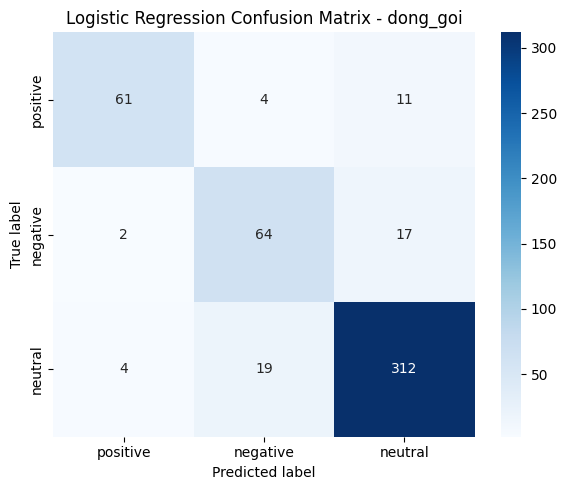 Logistic Regression Confusion Matrix - dong_goi
True label
positive
61 4 11
negative
2 64 17
neutral
4 19 312
positive negative neutral
Predicted label
300
250
200
150
100
50